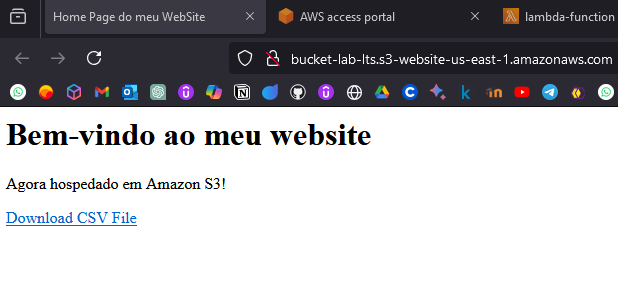 Home Page do meu WebSite
AWS access portal
lambda-function
bucket-lab-lts.s3-website-us-east-1.amazonaws.com
Bem-vindo ao meu website
Agora hospedado em Amazon S3!
Download CSV File